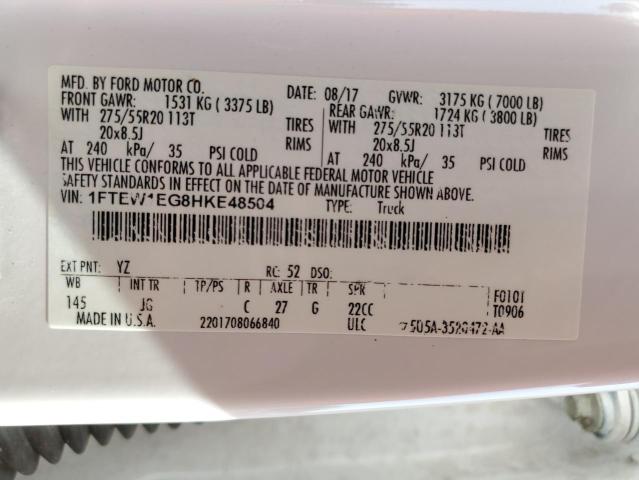 MFD. BY FORD MOTOR CO.
DATE: 08/17 GVWR: 3175 KG ( 7000 LB)
FRONT GAWR: 1531 KG ( 3375 LB) REAR GAWR: 1724 KG ( 3800 LB)
WITH 275/55R20 113T TIRES WITH 275/55R20 113T TIRES
20x8.5J RIMS 20x8.5J RIMS
AT 240 kPa/ 35 PSI COLD AT 240 kPa/ 35 PSI COLD
THIS VEHICLE CONFORMS TO ALL APPLICABLE FEDERAL MOTOR VEHICLE
SAFETY STANDARDS IN EFFECT ON THE DATE OF MANUFACTURE SHOWN ABOVE.
VIN: 1FTEW1EG8HKE48504 TYPE: Truck
EXT PNT: YZ RC: 52 DSO:
WB INT TR TP/PS R AXLE TR SPR F0101
145 JG C 27 G 22CC T0906
MADE IN U.S.A. 2201708066840 ULC